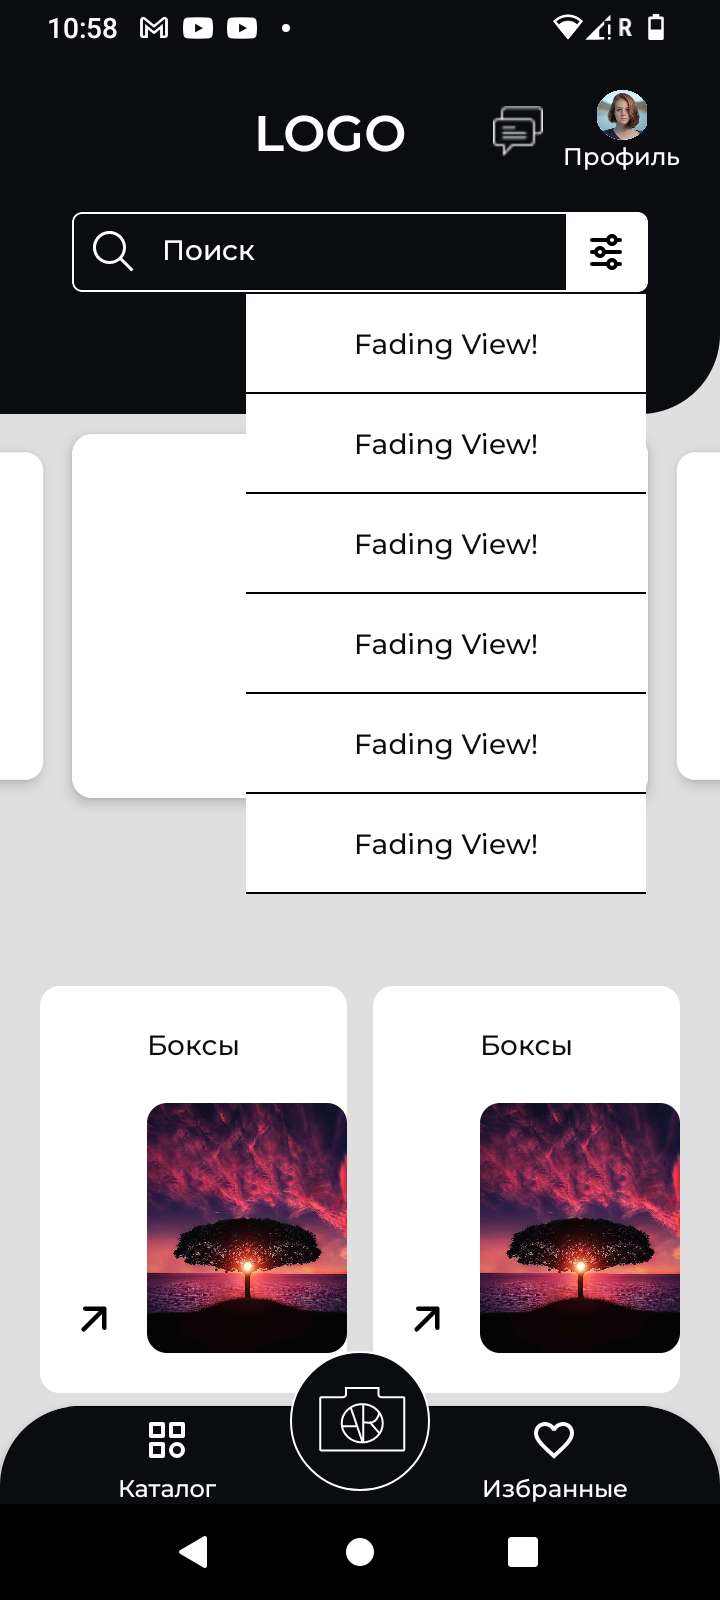 10:58
R
LOGO
Профиль
Поиск
Fading View!
Fading View!
Fading View!
Fading View!
Fading View!
Fading View!
Боксы
Боксы
AR
Каталог
Избранные